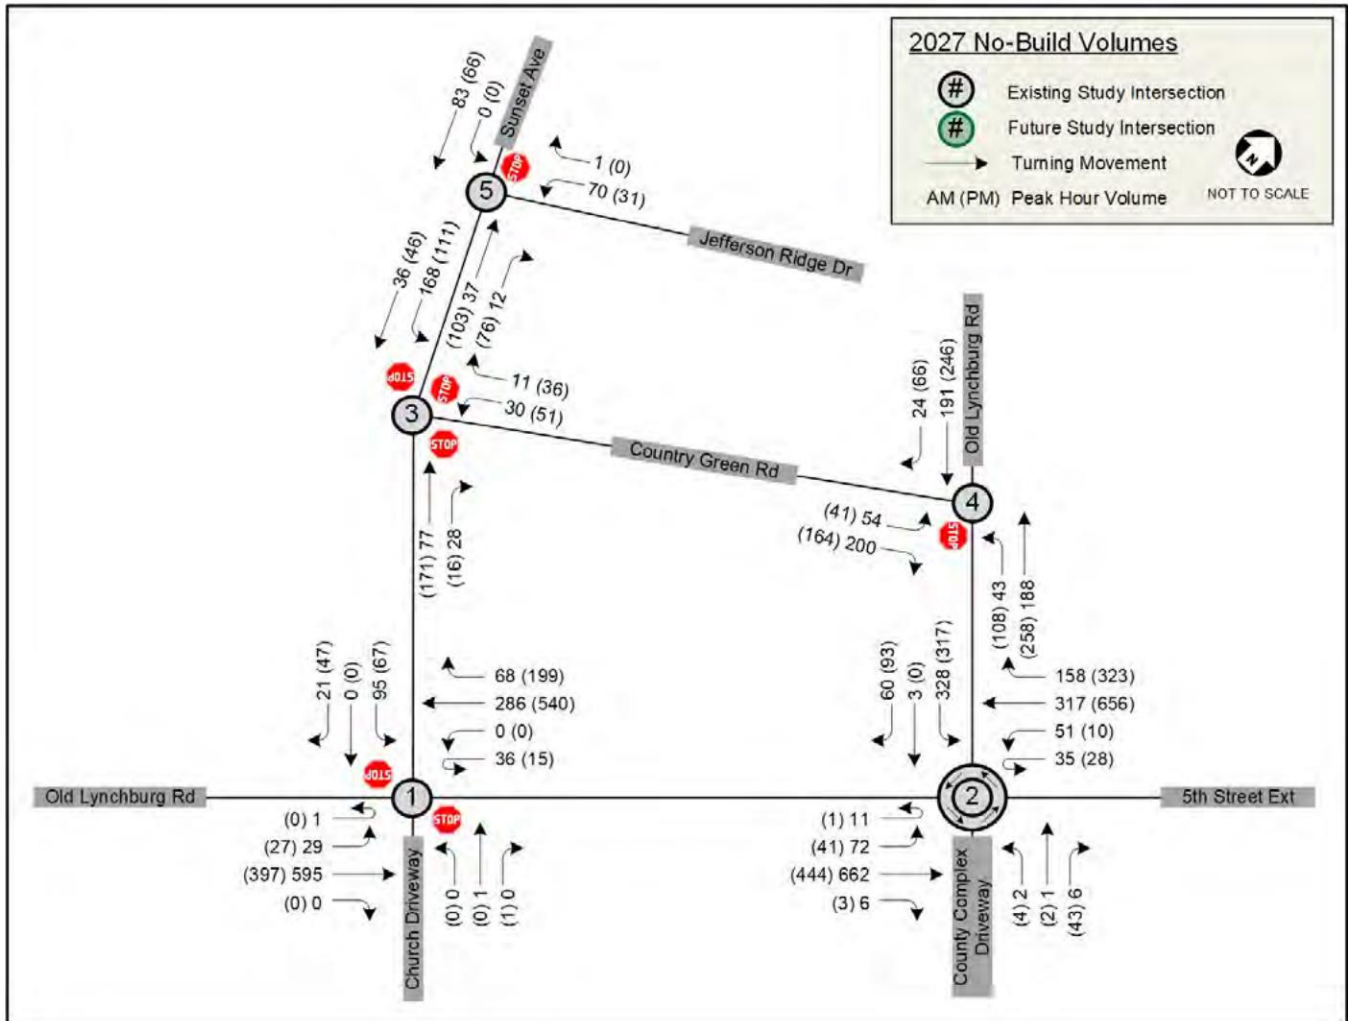 2027 No-Build Volumes
# Existing Study Intersection
# Future Study Intersection
Turning Movement
AM (PM) Peak Hour Volume
N
NOT TO SCALE
83 (66)
0 (0)
Sunset Ave
STOP
5
1 (0)
70 (31)
Jefferson Ridge Dr
36 (46)
168 (111)
(103) 37
(76) 12
STOP
STOP
3
STOP
11 (36)
30 (51)
Country Green Rd
24 (66)
191 (246)
Old Lynchburg Rd
4
(41) 54
(164) 200
STOP
(171) 77
(16) 28
(108) 43
(258) 188
21 (47)
0 (0)
95 (67)
68 (199)
286 (540)
0 (0)
36 (15)
60 (93)
3 (0)
328 (317)
158 (323)
317 (656)
51 (10)
35 (28)
STOP
Old Lynchburg Rd
1
STOP
2
5th Street Ext
(0) 1
(27) 29
(397) 595
(0) 0
Church Driveway
(0) 0
(0) 1
(1) 0
(1) 11
(41) 72
(444) 662
(3) 6
County Complex
Driveway
(4) 2
(2) 1
(43) 6